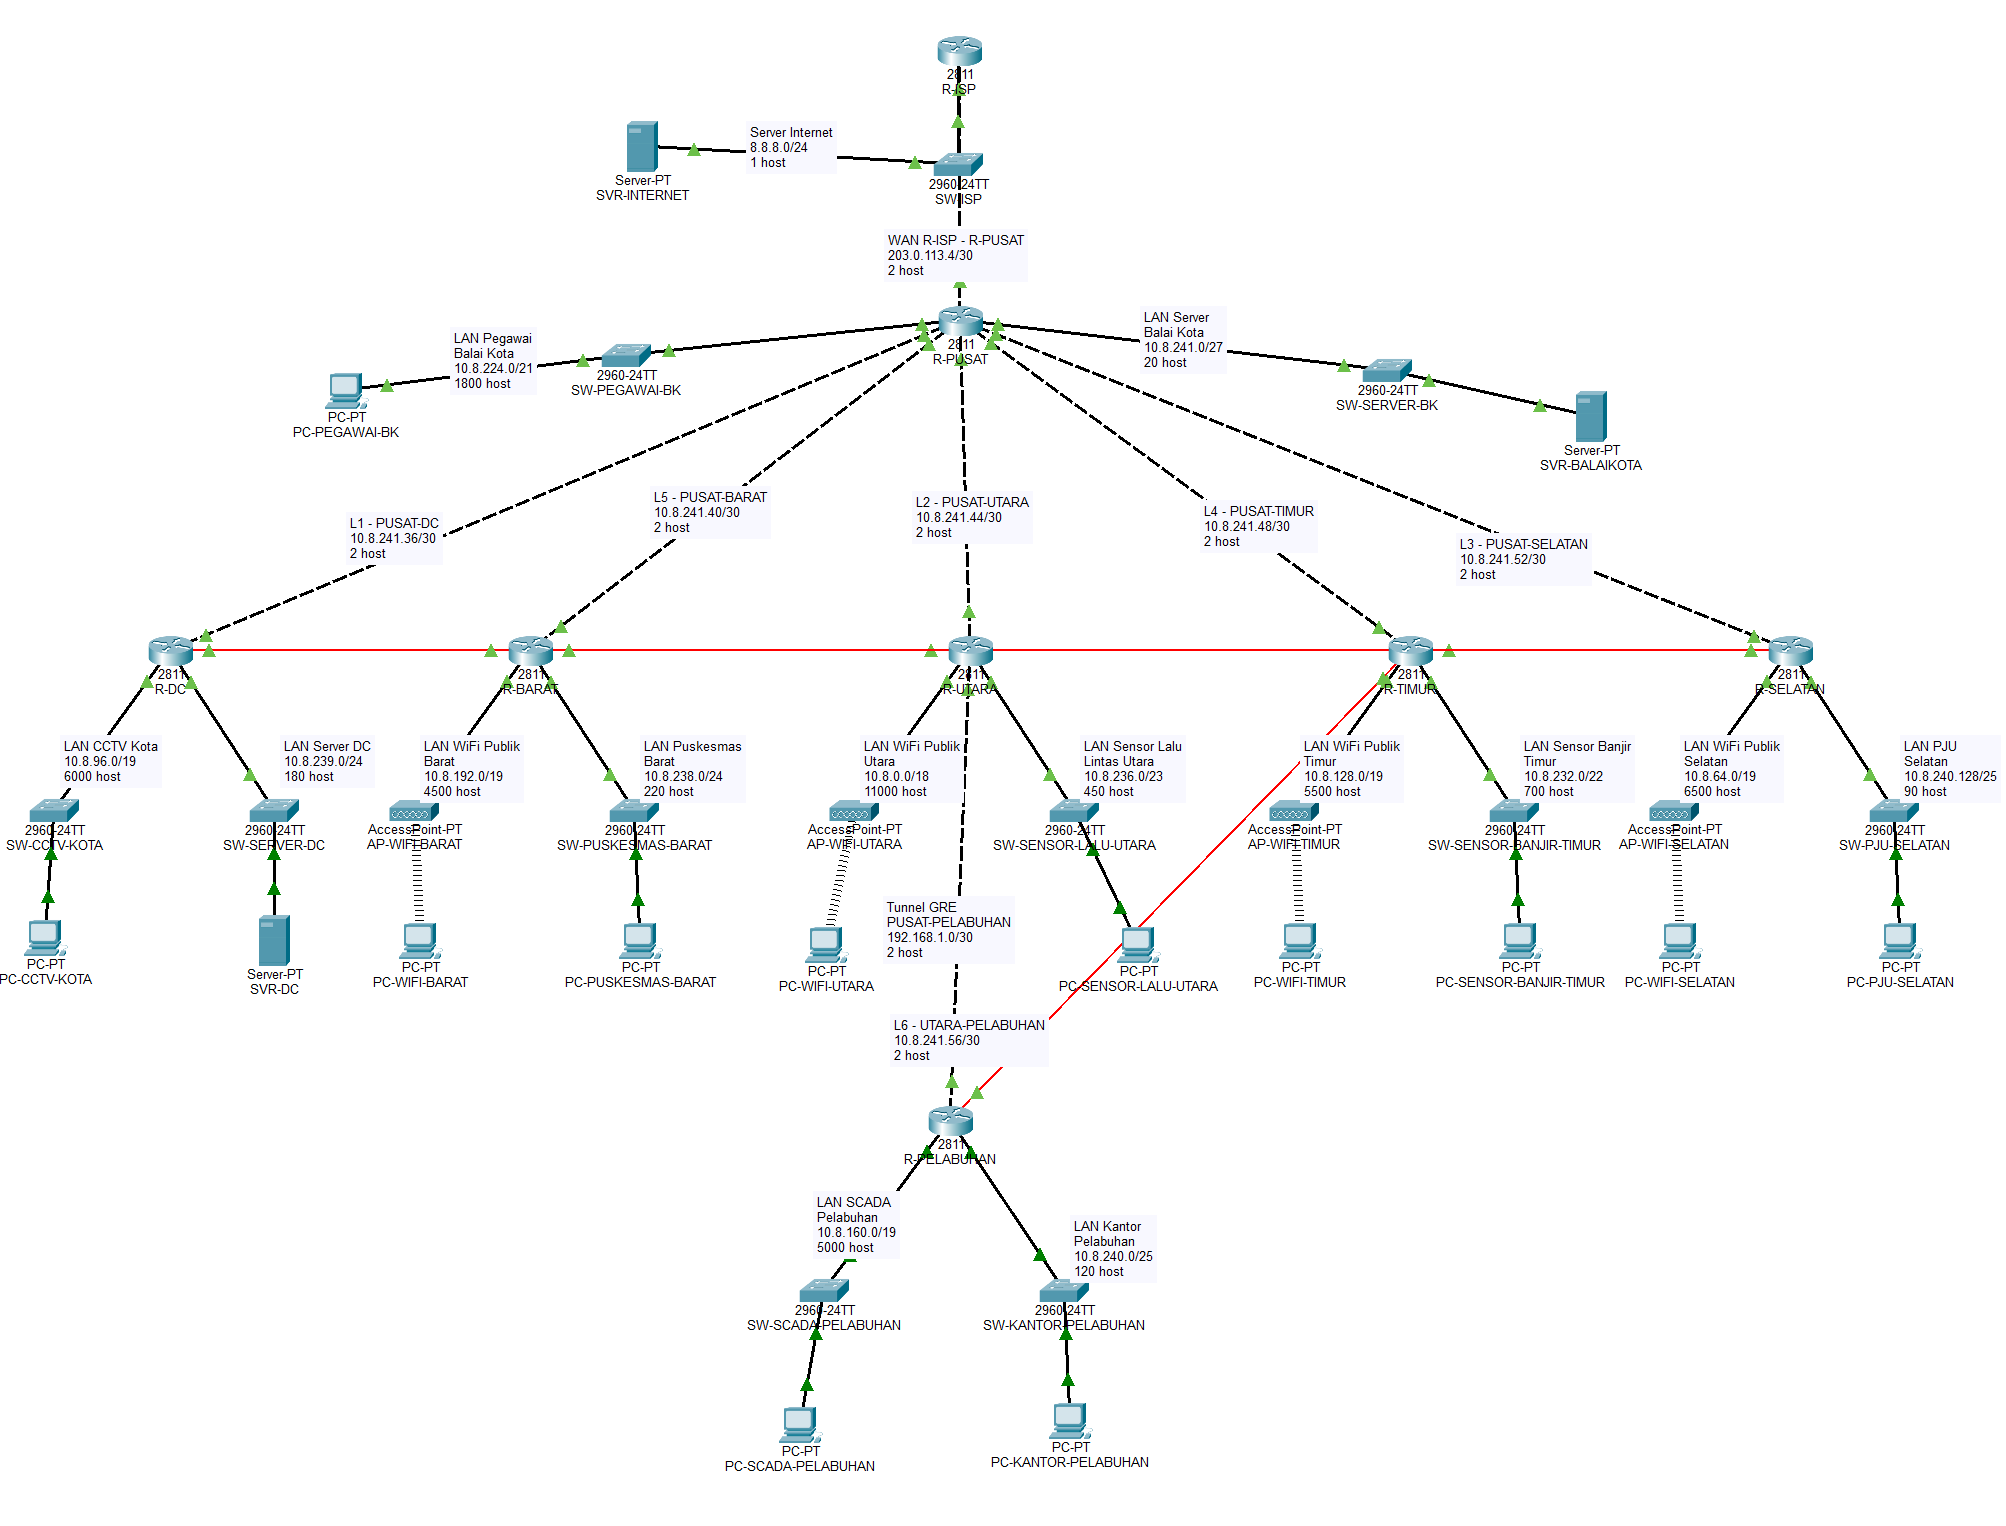 2811
R-ISP
Server Internet
8.8.8.0/24
1 host
Server-PT
SVR-INTERNET
2960-24TT
SW-ISP
WAN R-ISP - R-PUSAT
203.0.113.4/30
2 host
2811
R-PUSAT
LAN Pegawai
Balai Kota
10.8.224.0/21
1800 host
2960-24TT
SW-PEGAWAI-BK
PC-PT
PC-PEGAWAI-BK
LAN Server
Balai Kota
10.8.241.0/27
20 host
2960-24TT
SW-SERVER-BK
Server-PT
SVR-BALAIKOTA
L1 - PUSAT-DC
10.8.241.36/30
2 host
L5 - PUSAT-BARAT
10.8.241.40/30
2 host
L2 - PUSAT-UTARA
10.8.241.44/30
2 host
L4 - PUSAT-TIMUR
10.8.241.48/30
2 host
L3 - PUSAT-SELATAN
10.8.241.52/30
2 host
2811
R-DC
2811
R-BARAT
2811
R-UTARA
2811
R-TIMUR
2811
R-SELATAN
LAN CCTV Kota
10.8.96.0/19
6000 host
LAN Server DC
10.8.239.0/24
180 host
LAN WiFi Publik
Barat
10.8.192.0/19
4500 host
LAN Puskesmas
Barat
10.8.238.0/24
220 host
LAN WiFi Publik
Utara
10.8.0.0/18
11000 host
LAN Sensor Lalu
Lintas Utara
10.8.236.0/23
450 host
LAN WiFi Publik
Timur
10.8.128.0/19
5500 host
LAN Sensor Banjir
Timur
10.8.232.0/22
700 host
LAN WiFi Publik
Selatan
10.8.64.0/19
6500 host
LAN PJU
Selatan
10.8.240.128/25
90 host
2960-24TT
SW-CCTV-KOTA
2960-24TT
SW-SERVER-DC
AccessPoint-PT
AP-WIFI-BARAT
2960-24TT
SW-PUSKESMAS-BARAT
AccessPoint-PT
AP-WIFI-UTARA
2960-24TT
SW-SENSOR-LALU-UTARA
AccessPoint-PT
AP-WIFI-TIMUR
2960-24TT
SW-SENSOR-BANJIR-TIMUR
AccessPoint-PT
AP-WIFI-SELATAN
2960-24TT
SW-PJU-SELATAN
PC-PT
PC-CCTV-KOTA
Server-PT
SVR-DC
PC-PT
PC-WIFI-BARAT
PC-PT
PC-PUSKESMAS-BARAT
PC-PT
PC-WIFI-UTARA
PC-PT
PC-SENSOR-LALU-UTARA
PC-PT
PC-WIFI-TIMUR
PC-PT
PC-SENSOR-BANJIR-TIMUR
PC-PT
PC-WIFI-SELATAN
PC-PT
PC-PJU-SELATAN
Tunnel GRE
PUSAT-PELABUHAN
192.168.1.0/30
2 host
L6 - UTARA-PELABUHAN
10.8.241.56/30
2 host
2811
R-PELABUHAN
LAN SCADA
Pelabuhan
10.8.160.0/19
5000 host
LAN Kantor
Pelabuhan
10.8.240.0/25
120 host
2960-24TT
SW-SCADA-PELABUHAN
2960-24TT
SW-KANTOR-PELABUHAN
PC-PT
PC-SCADA-PELABUHAN
PC-PT
PC-KANTOR-PELABUHAN